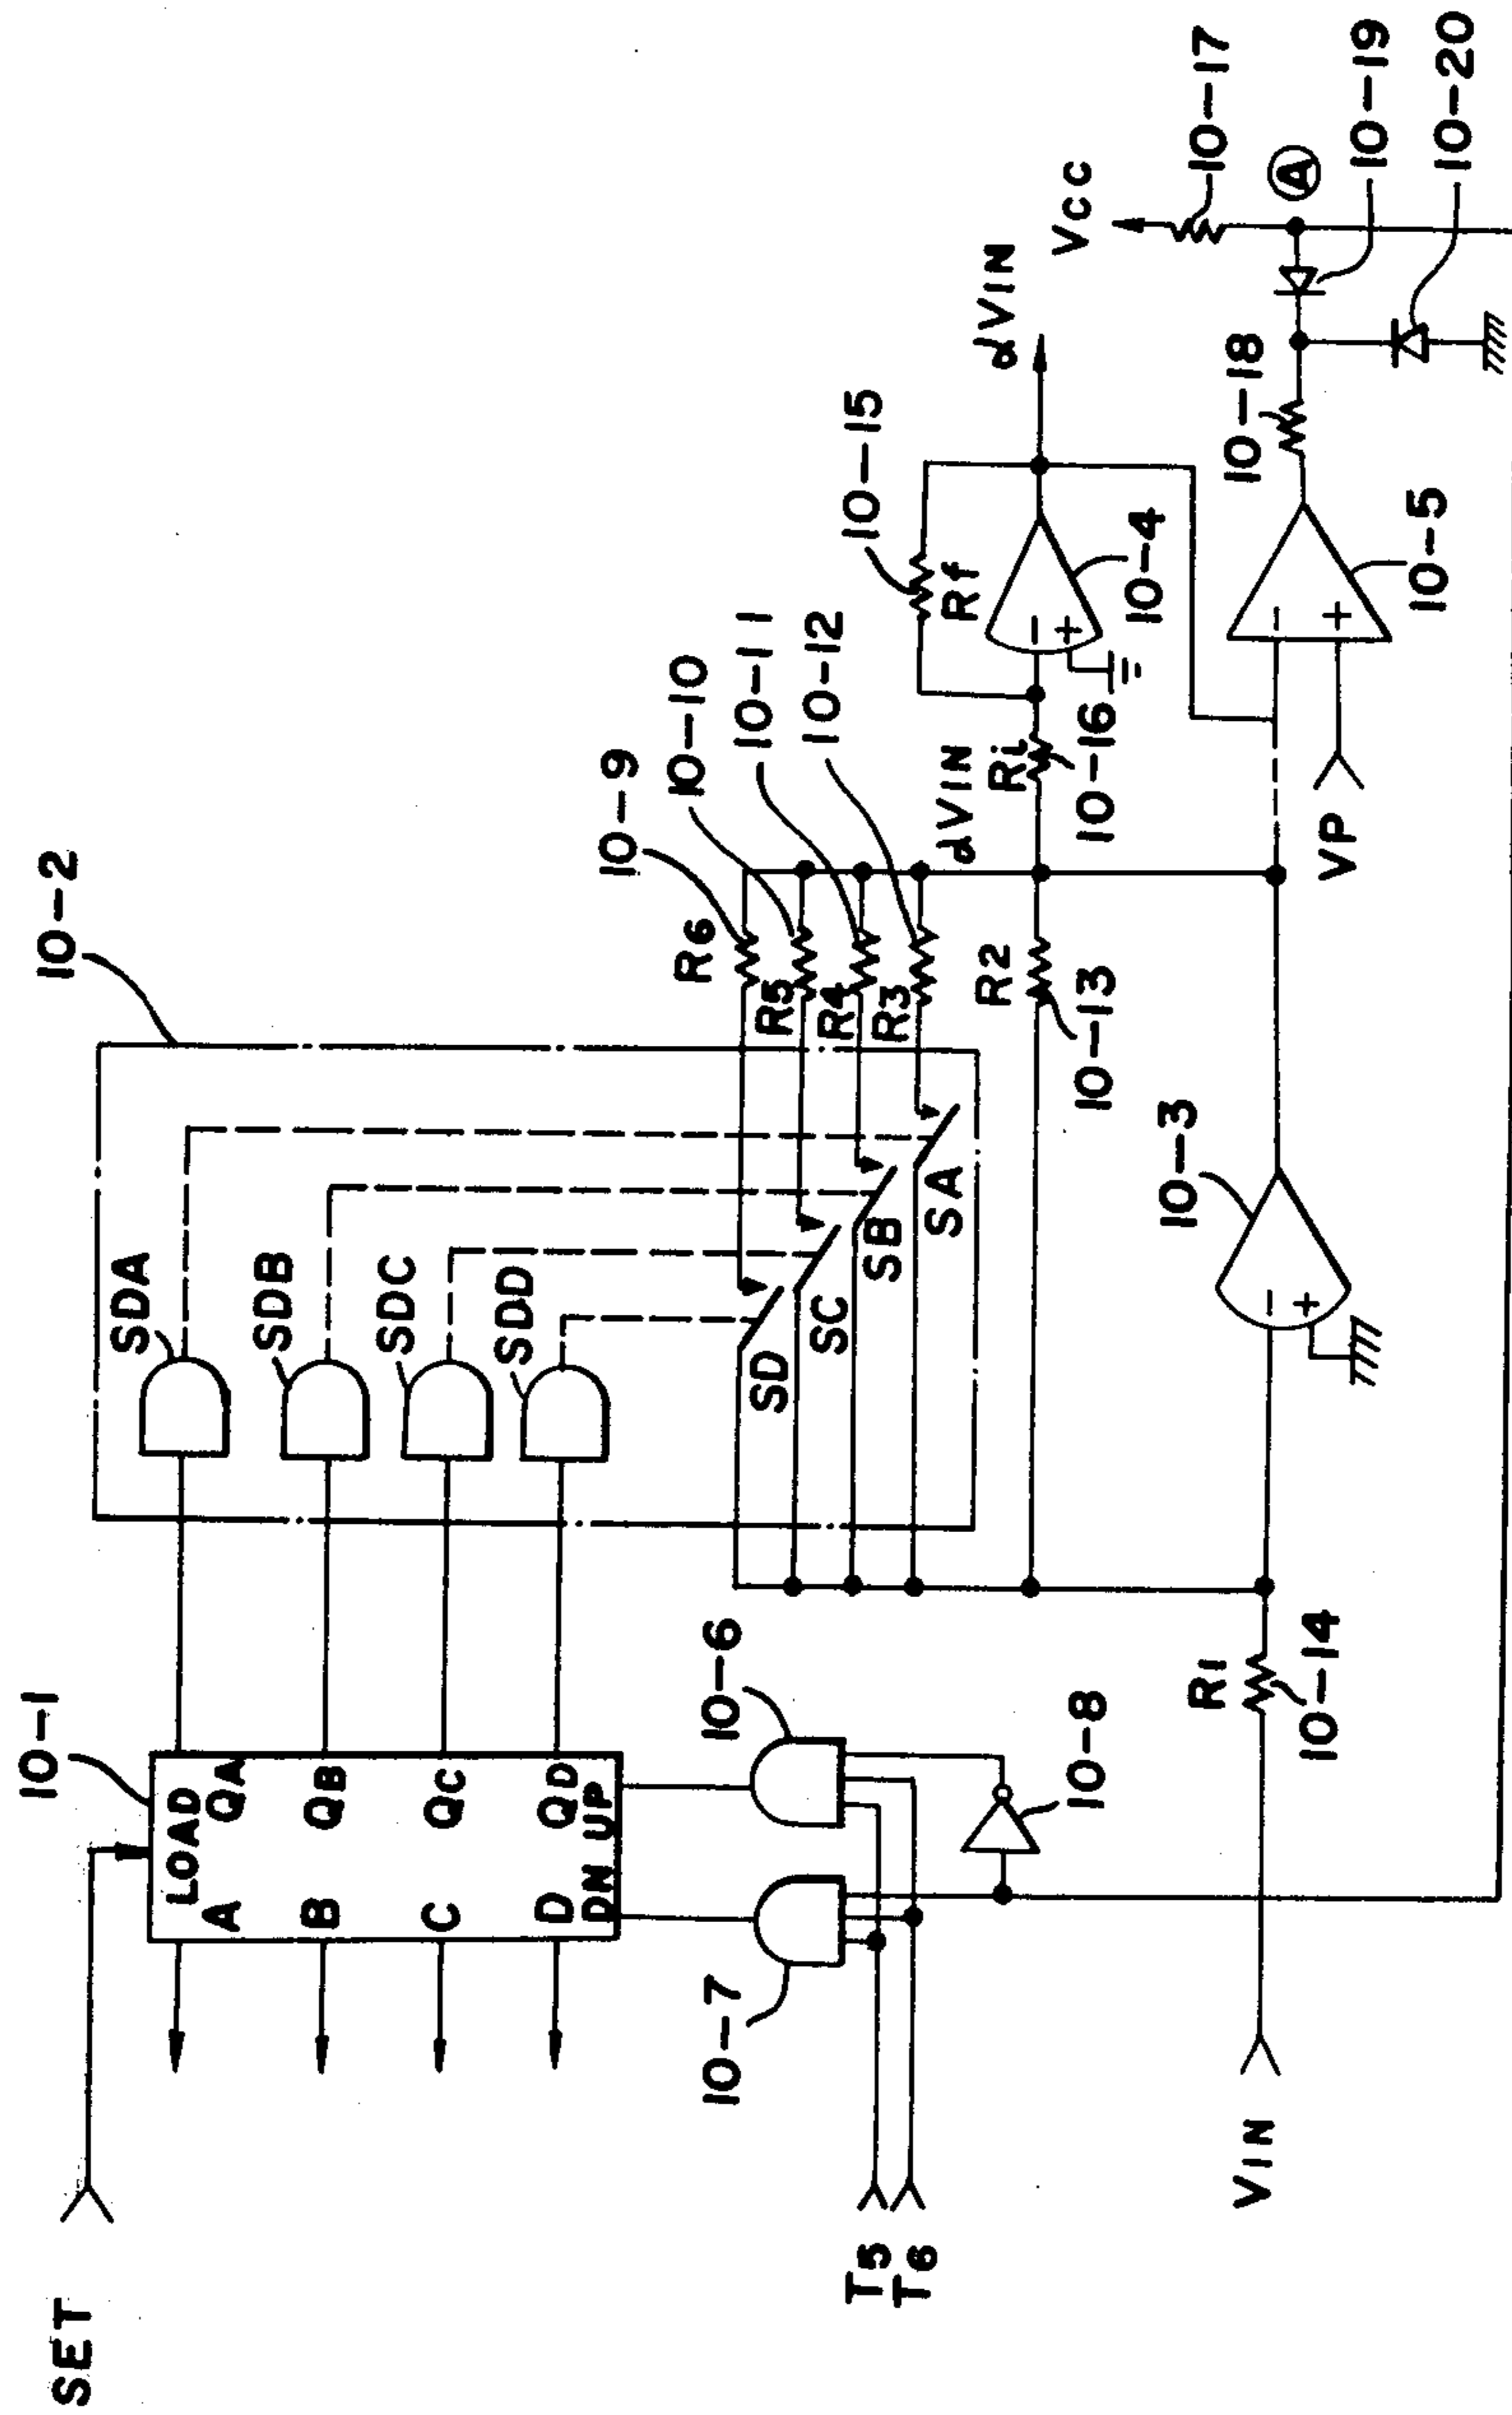 SET
10-1
LOAD
A
QA
B
QB
C
QC
D
QD
DN
UP
10-2
SDA
SDB
SDC
SDD
SD
SC
SB
SA
10-9
10-10
10-11
10-12
R6
R5
R4
R3
R2
10-13
10-7
10-6
10-8
T5
T6
VIN
R1
10-14
10-3
−
+
αVIN
Ri
10-16
Rf
10-15
−
+
10-4
αVIN
VP
−
+
10-5
10-18
VCC
10-17
A
10-19
10-20